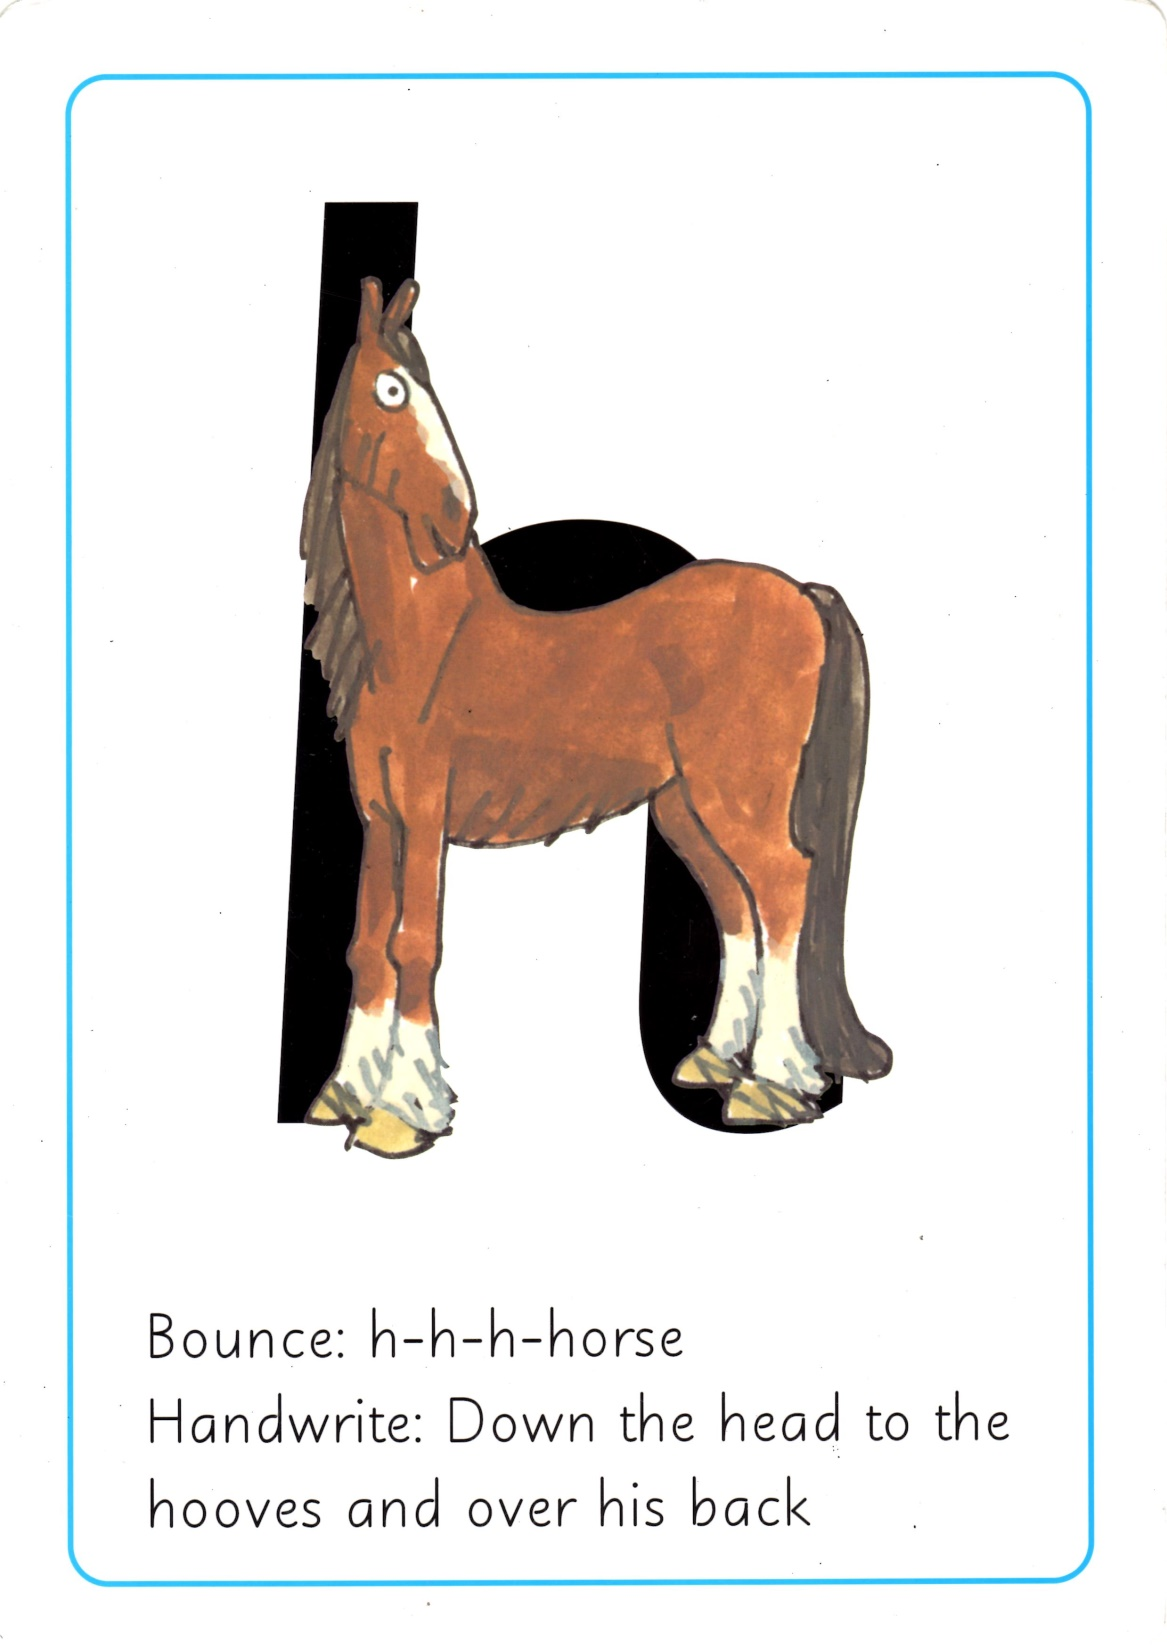 h
Bounce: h-h-h-horse
Handwrite: Down the head to the
hooves and over his back